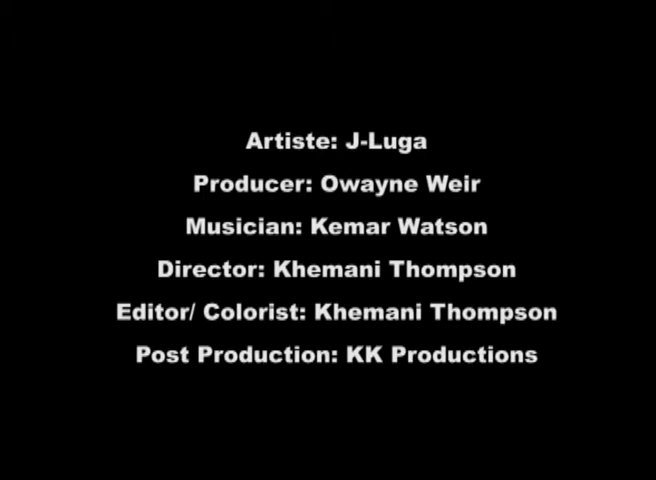 Artiste: J-Luga
Producer: Owayne Weir
Musician: Kemar Watson
Director: Khemani Thompson
Editor/ Colorist: Khemani Thompson
Post Production: KK Productions